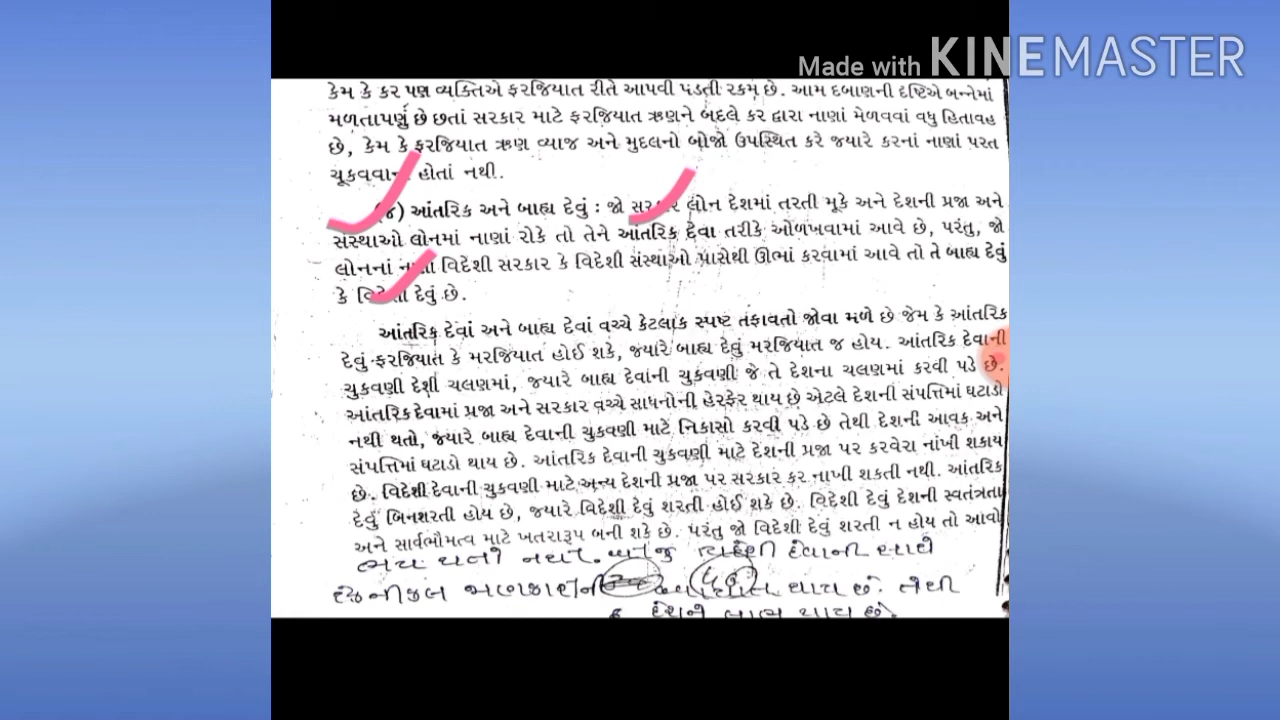 Made with KINEMASTER
કેમ કે કર પણ વ્યક્તિએ ફરજિયાત રીતે આપવી પડતી રકમ છે. આમ દબાણની દૃષ્ટિએ બન્નેમાં
મળતાપણું છે છતાં સરકાર માટે ફરજિયાત ઋણને બદલે કર દ્વારા નાણાં મેળવવાં વધુ હિતાવહ
છે, કેમ કે ફરજિયાત ઋણ વ્યાજ અને મુદલનો બોજો ઉપસ્થિત કરે જ્યારે કરનાં નાણાં પરત
ચૂકવવાનાં હોતાં નથી.
(૪) આંતરિક અને બાહ્ય દેવું : જો સરકાર લોન દેશમાં તરતી મૂકે અને દેશની પ્રજા અને
સંસ્થાઓ લોનમાં નાણાં રોકે તો તેને આંતરિક દેવા તરીકે ઓળખવામાં આવે છે, પરંતુ, જો
લોનનાં નાણાં વિદેશી સરકાર કે વિદેશી સંસ્થાઓ પાસેથી ઊભાં કરવામાં આવે તો તે બાહ્ય દેવું
કે વિદેશી દેવું છે.
આંતરિક દેવાં અને બાહ્ય દેવાં વચ્ચે કેટલાક સ્પષ્ટ તફાવતો જોવા મળે છે જેમ કે આંતરિક
દેવું ફરજિયાત કે મરજિયાત હોઈ શકે, જ્યારે બાહ્ય દેવું મરજિયાત જ હોય. આંતરિક દેવાની
ચુકવણી દેશી ચલણમાં, જ્યારે બાહ્ય દેવાંની ચુકવણી જે તે દેશના ચલણમાં કરવી પડે છે.
આંતરિક દેવામાં પ્રજા અને સરકાર વચ્ચે સાધનોની હેરફેર થાય છે એટલે દેશની સંપત્તિમાં ઘટાડો
નથી થતો, જ્યારે બાહ્ય દેવાની ચુકવણી માટે નિકાસો કરવી પડે છે તેથી દેશની આવક અને
સંપત્તિમાં ઘટાડો થાય છે. આંતરિક દેવાની ચુકવણી માટે દેશની પ્રજા પર કરવેરા નાંખી શકાય
છે. વિદેશી દેવાની ચુકવણી માટે અન્ય દેશની પ્રજા પર સરકાર કર નાખી શકતી નથી. આંતરિક
દેવું બિનશરતી હોય છે, જ્યારે વિદેશી દેવું શરતી હોઈ શકે છે. વિદેશી દેવું દેશની સ્વતંત્રતા
અને સાર્વભૌમત્વ માટે ખતરારૂપ બની શકે છે. પરંતુ જો વિદેશી દેવું શરતી ન હોય તો આવો
ભય થતો નથી. દેવાની સાથે
થાય છે. તેથી
દેશને લાભ થાય છે.